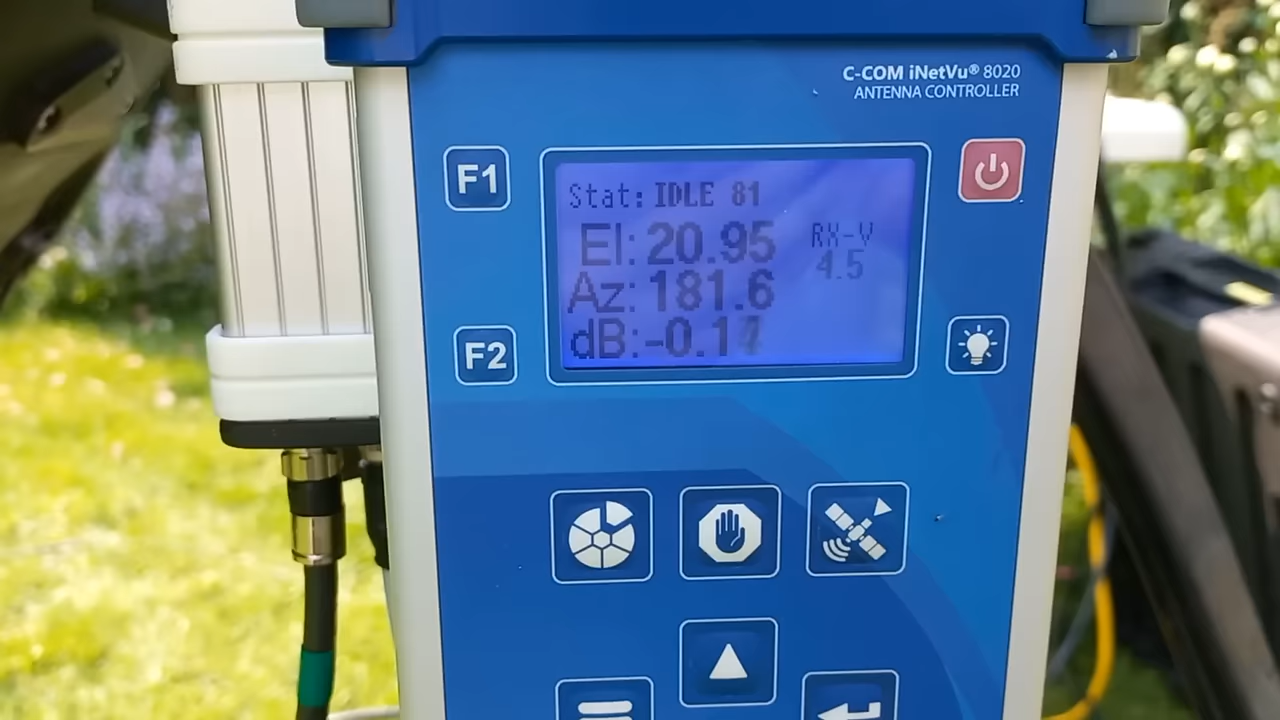 C-COM iNetVu® 8020
ANTENNA CONTROLLER
F1
Stat: IDLE 81
El: 20.95
RX-V
4.5
Az: 181.6
dB:-0.17
F2